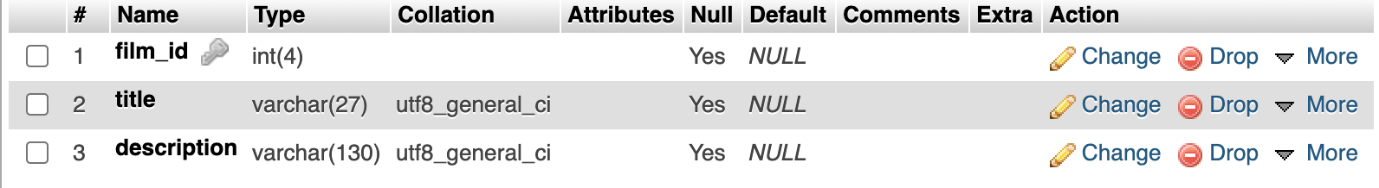 # Name Type Collation Attributes Null Default Comments Extra Action
1 film_id int(4) Yes NULL Change Drop More
2 title varchar(27) utf8_general_ci Yes NULL Change Drop More
3 description varchar(130) utf8_general_ci Yes NULL Change Drop More